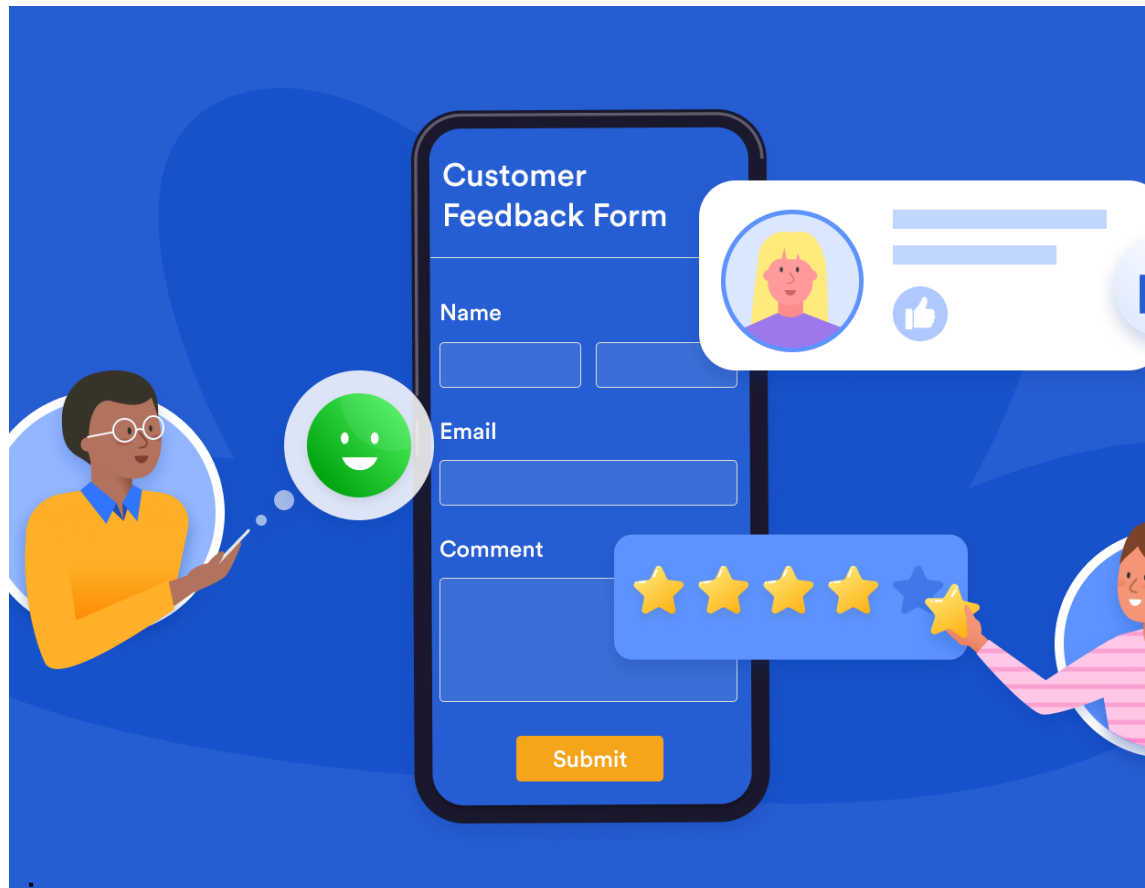 Customer
Feedback Form
Name
Email
Comment
Submit